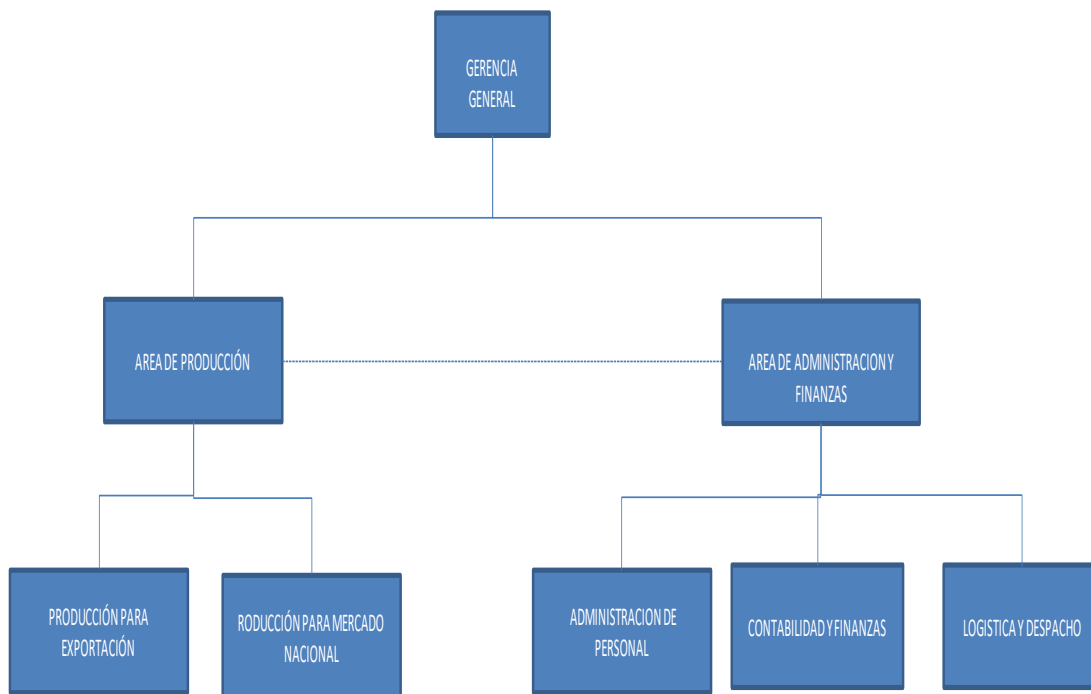 GERENCIA
GENERAL
AREA DE PRODUCCIÓN
AREA DE ADMINISTRACION Y
FINANZAS
PRODUCCIÓN PARA
EXPORTACIÓN
RODUCCIÓN PARA MERCADO
NACIONAL
ADMINISTRACION DE
PERSONAL
CONTABILIDAD Y FINANZAS
LOGISTICA Y DESPACHO